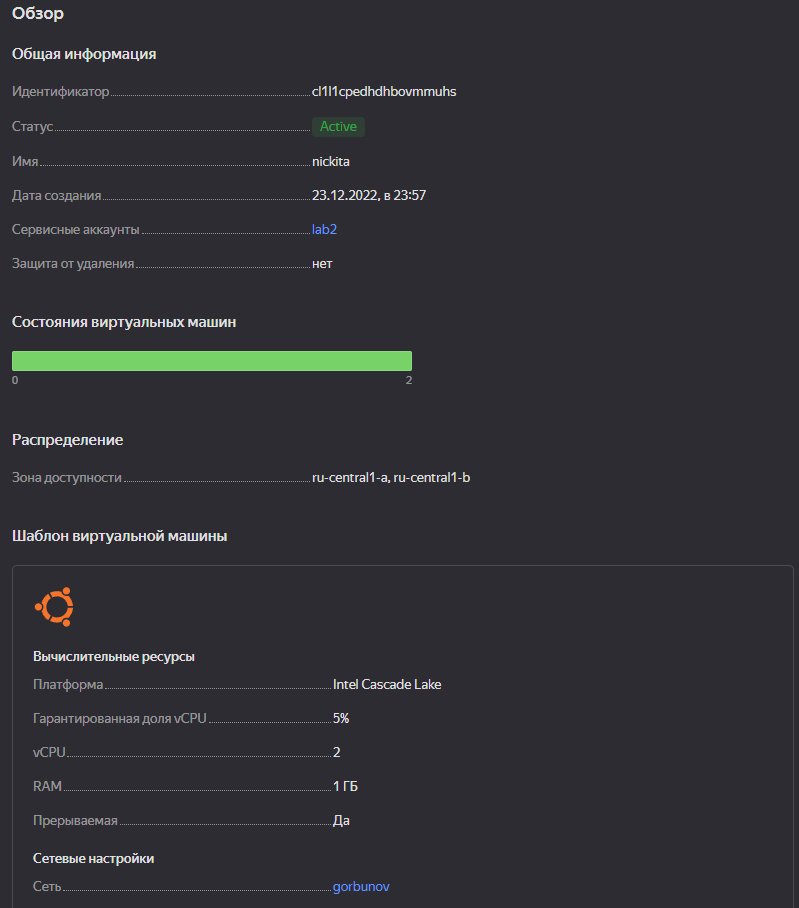 Обзор
Общая информация
Идентификатор cl1l1cpedhdhbovmmuhs
Статус Active
Имя nickita
Дата создания 23.12.2022, в 23:57
Сервисные аккаунты lab2
Защита от удаления нет
Состояния виртуальных машин
0 2
Распределение
Зона доступности ru-central1-a, ru-central1-b
Шаблон виртуальной машины
Вычислительные ресурсы
Платформа Intel Cascade Lake
Гарантированная доля vCPU 5%
vCPU 2
RAM 1 ГБ
Прерываемая Да
Сетевые настройки
Сеть gorbunov